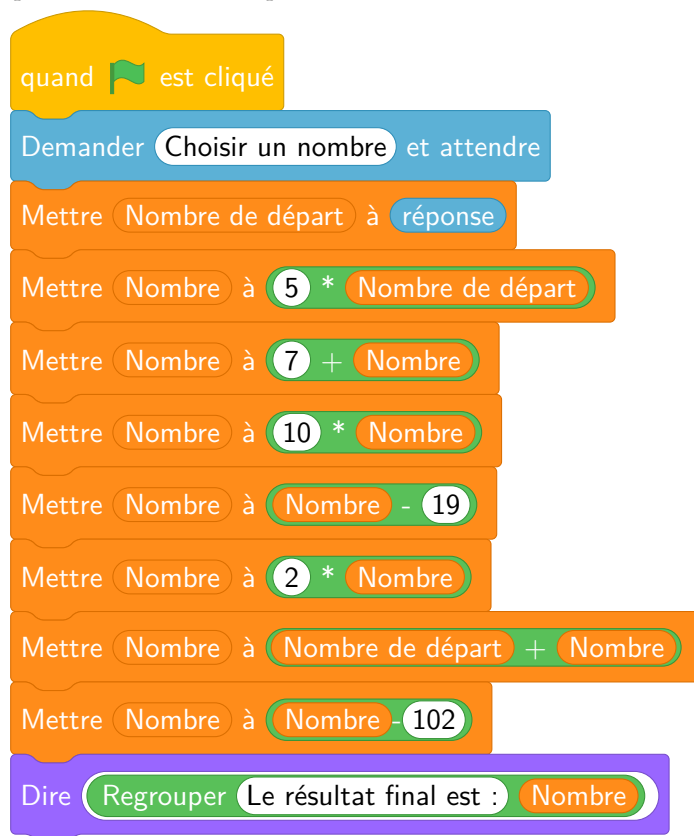 quand est cliqué
Demander Choisir un nombre et attendre
Mettre Nombre de départ à réponse
Mettre Nombre à 5 * Nombre de départ
Mettre Nombre à 7 + Nombre
Mettre Nombre à 10 * Nombre
Mettre Nombre à Nombre - 19
Mettre Nombre à 2 * Nombre
Mettre Nombre à Nombre de départ + Nombre
Mettre Nombre à Nombre - 102
Dire Regrouper Le résultat final est : Nombre